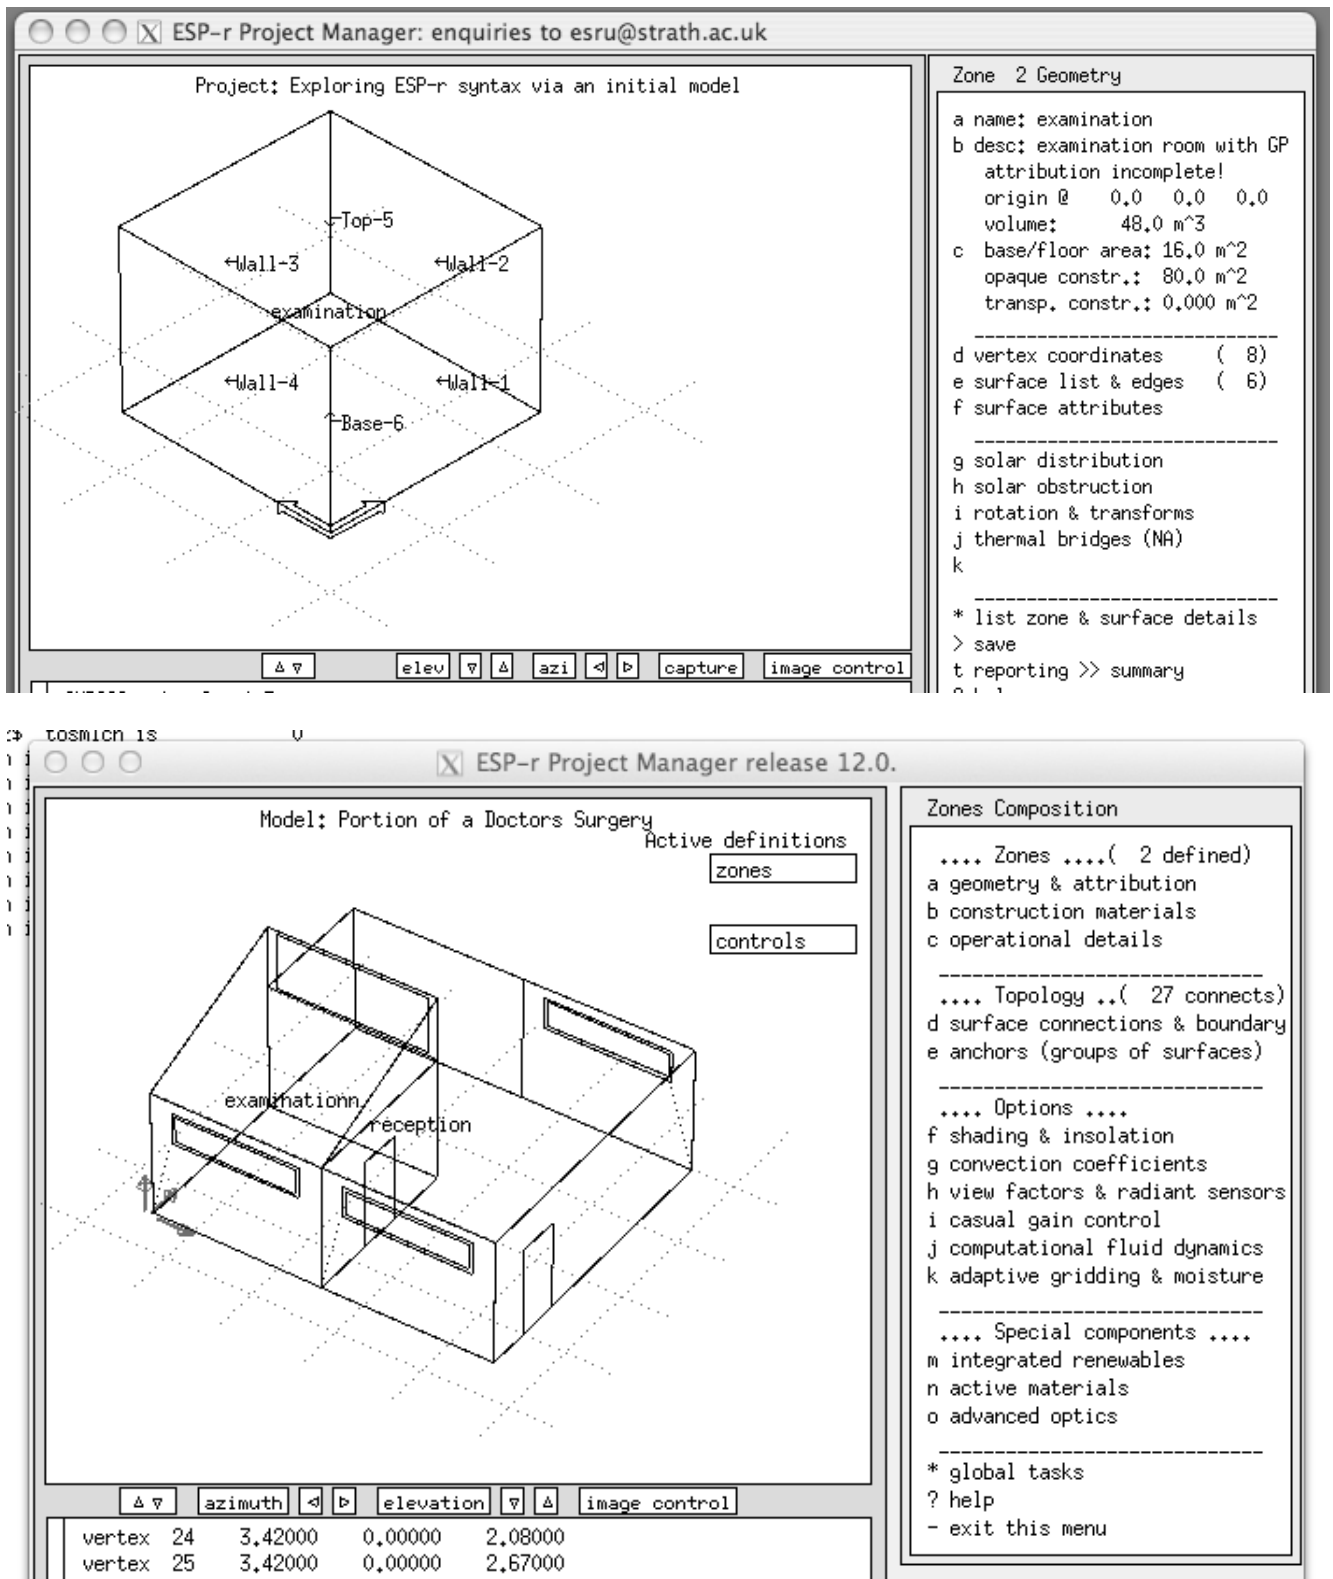 ESP-r Project Manager: enquiries to esru@strath.ac.uk
Project: Exploring ESP-r syntax via an initial model
Top-5
Wall-3
Wall-2
examination
Wall-4
Wall-1
Base-6
elev
azi
capture
image control
Zone 2 Geometry
a name: examination
b desc: examination room with GP
attribution incomplete!
origin @ 0.0 0.0 0.0
volume: 48.0 m^3
c base/floor area: 16.0 m^2
opaque constr.: 80.0 m^2
transp. constr.: 0.000 m^2
d vertex coordinates ( 8)
e surface list & edges ( 6)
f surface attributes
g solar distribution
h solar obstruction
i rotation & transforms
j thermal bridges (NA)
k
* list zone & surface details
> save
t reporting >> summary
tosmich is 0
ESP-r Project Manager release 12.0.
Model: Portion of a Doctors Surgery
Active definitions
zones
controls
examinationn
reception
azimuth
elevation
image control
vertex 24 3.42000 0.00000 2.08000
vertex 25 3.42000 0.00000 2.67000
Zones Composition
.... Zones ....( 2 defined)
a geometry & attribution
b construction materials
c operational details
.... Topology ..( 27 connects)
d surface connections & boundary
e anchors (groups of surfaces)
.... Options ....
f shading & insolation
g convection coefficients
h view factors & radiant sensors
i casual gain control
j computational fluid dynamics
k adaptive gridding & moisture
.... Special components ....
m integrated renewables
n active materials
o advanced optics
* global tasks
? help
- exit this menu